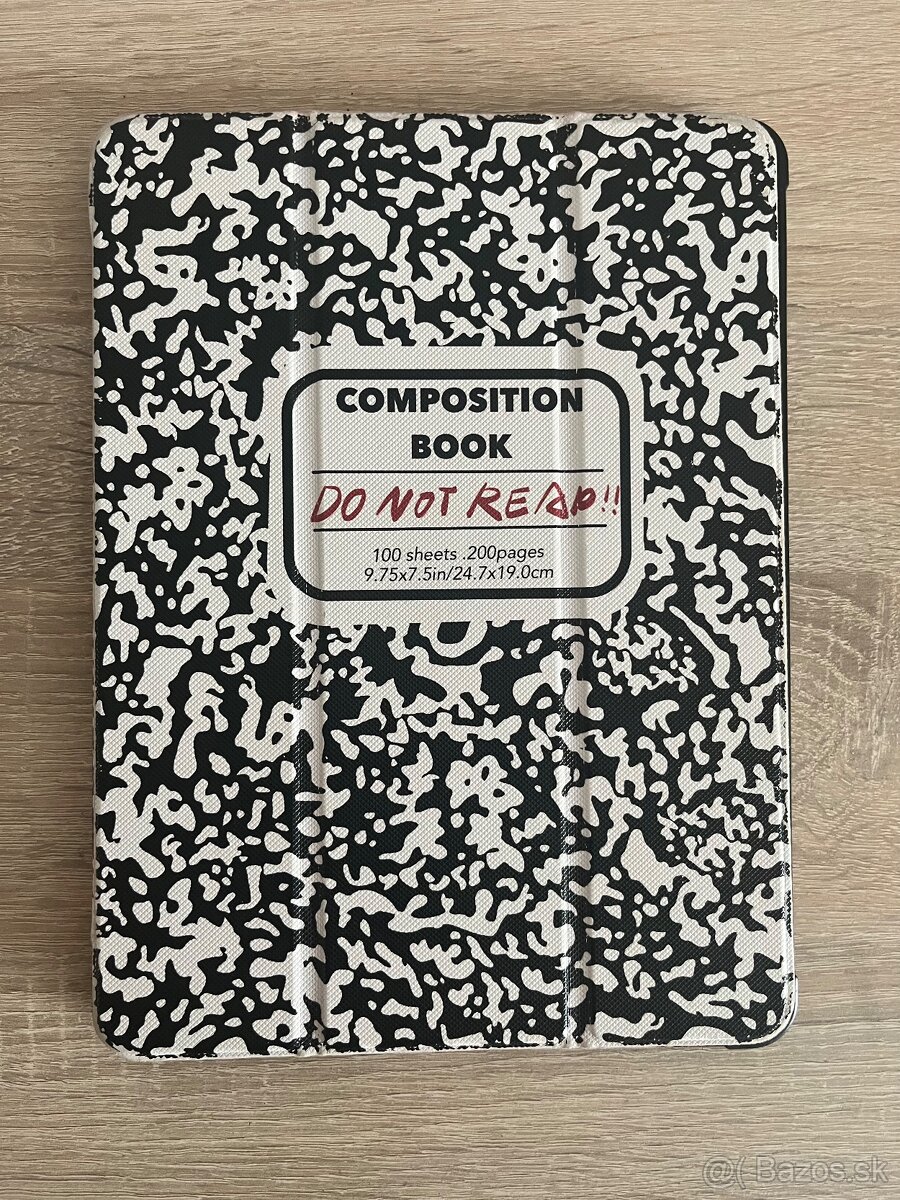 COMPOSITION
BOOK
DO NOT READ!!
100 sheets .200pages
9.75x7.5in/24.7x19.0cm
@( Bazos.sk